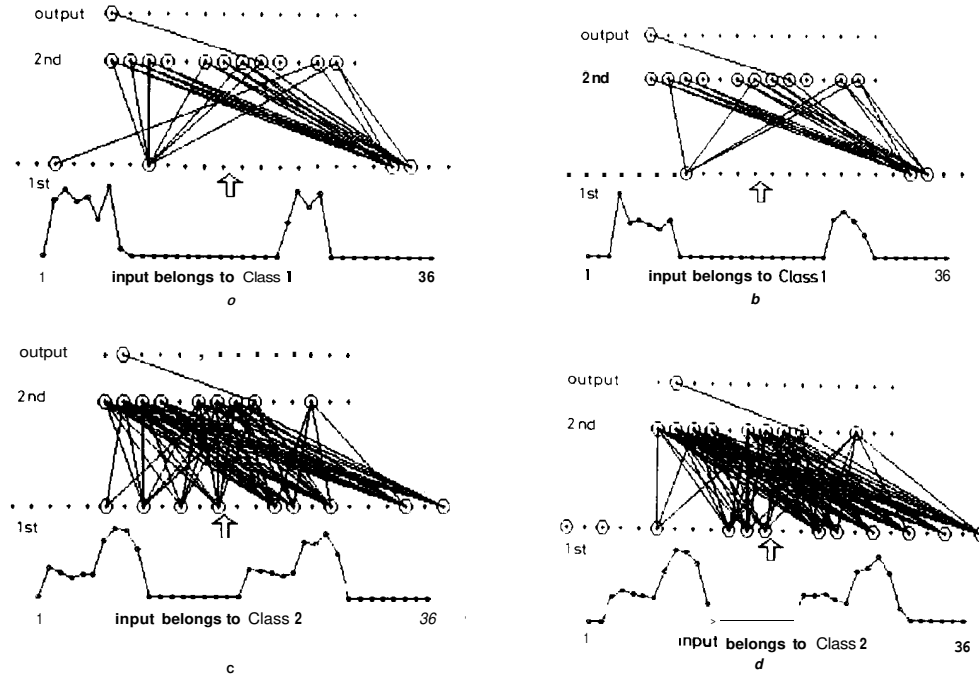 output
2nd
1st
1 input belongs to Class 1 36
a
output
2nd
1st
1 input belongs to Class 1 36
b
output
2nd
1st
1 input belongs to Class 2 36
c
output
2nd
1st
1
input belongs to Class 2 36
d